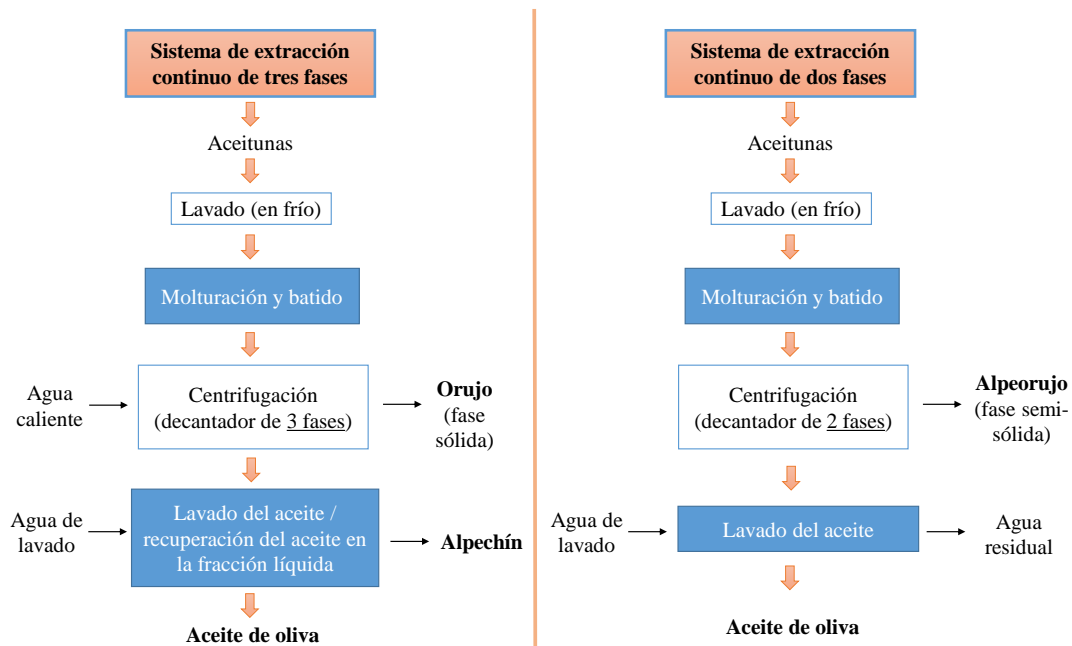 Sistema de extracción
continuo de tres fases
Aceitunas
Lavado (en frío)
Molturación y batido
Agua
caliente
Centrifugación
(decantador de 3 fases)
Orujo
(fase
sólida)
Agua de
lavado
Lavado del aceite /
recuperación del aceite en
la fracción líquida
Alpechín
Aceite de oliva
Sistema de extracción
continuo de dos fases
Aceitunas
Lavado (en frío)
Molturación y batido
Centrifugación
(decantador de 2 fases)
Alpeorujo
(fase semi-
sólida)
Agua de
lavado
Lavado del aceite
Agua
residual
Aceite de oliva